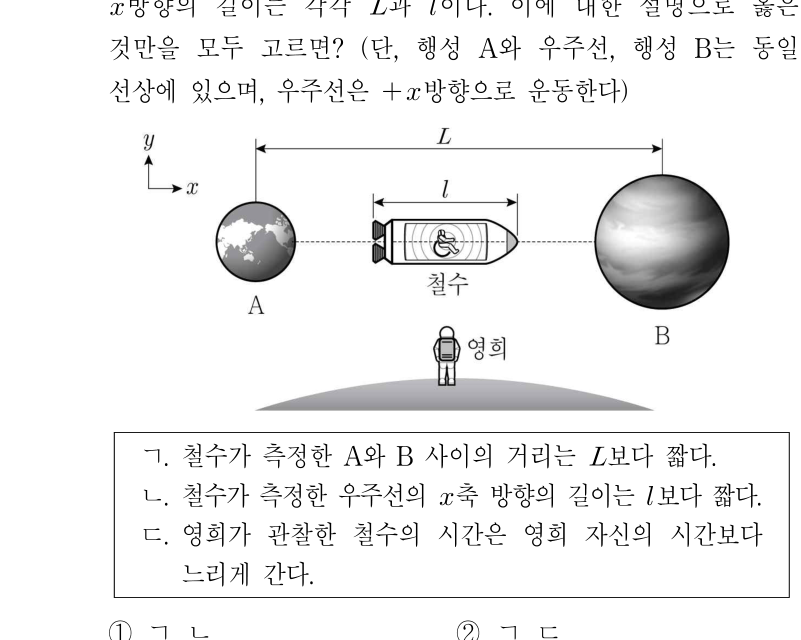 x방향의 길이는 각각 L과 l이다. 이에 대한 설명으로 옳은
것만을 모두 고르면? (단, 행성 A와 우주선, 행성 B는 동일
선상에 있으며, 우주선은 +x방향으로 운동한다)
L
y
x
l
철수
A
B
영희
ㄱ. 철수가 측정한 A와 B 사이의 거리는 L보다 짧다.
ㄴ. 철수가 측정한 우주선의 x축 방향의 길이는 l보다 짧다.
ㄷ. 영희가 관찰한 철수의 시간은 영희 자신의 시간보다
느리게 간다.
① ㄱ ㄴ ② ㄱ ㄷ